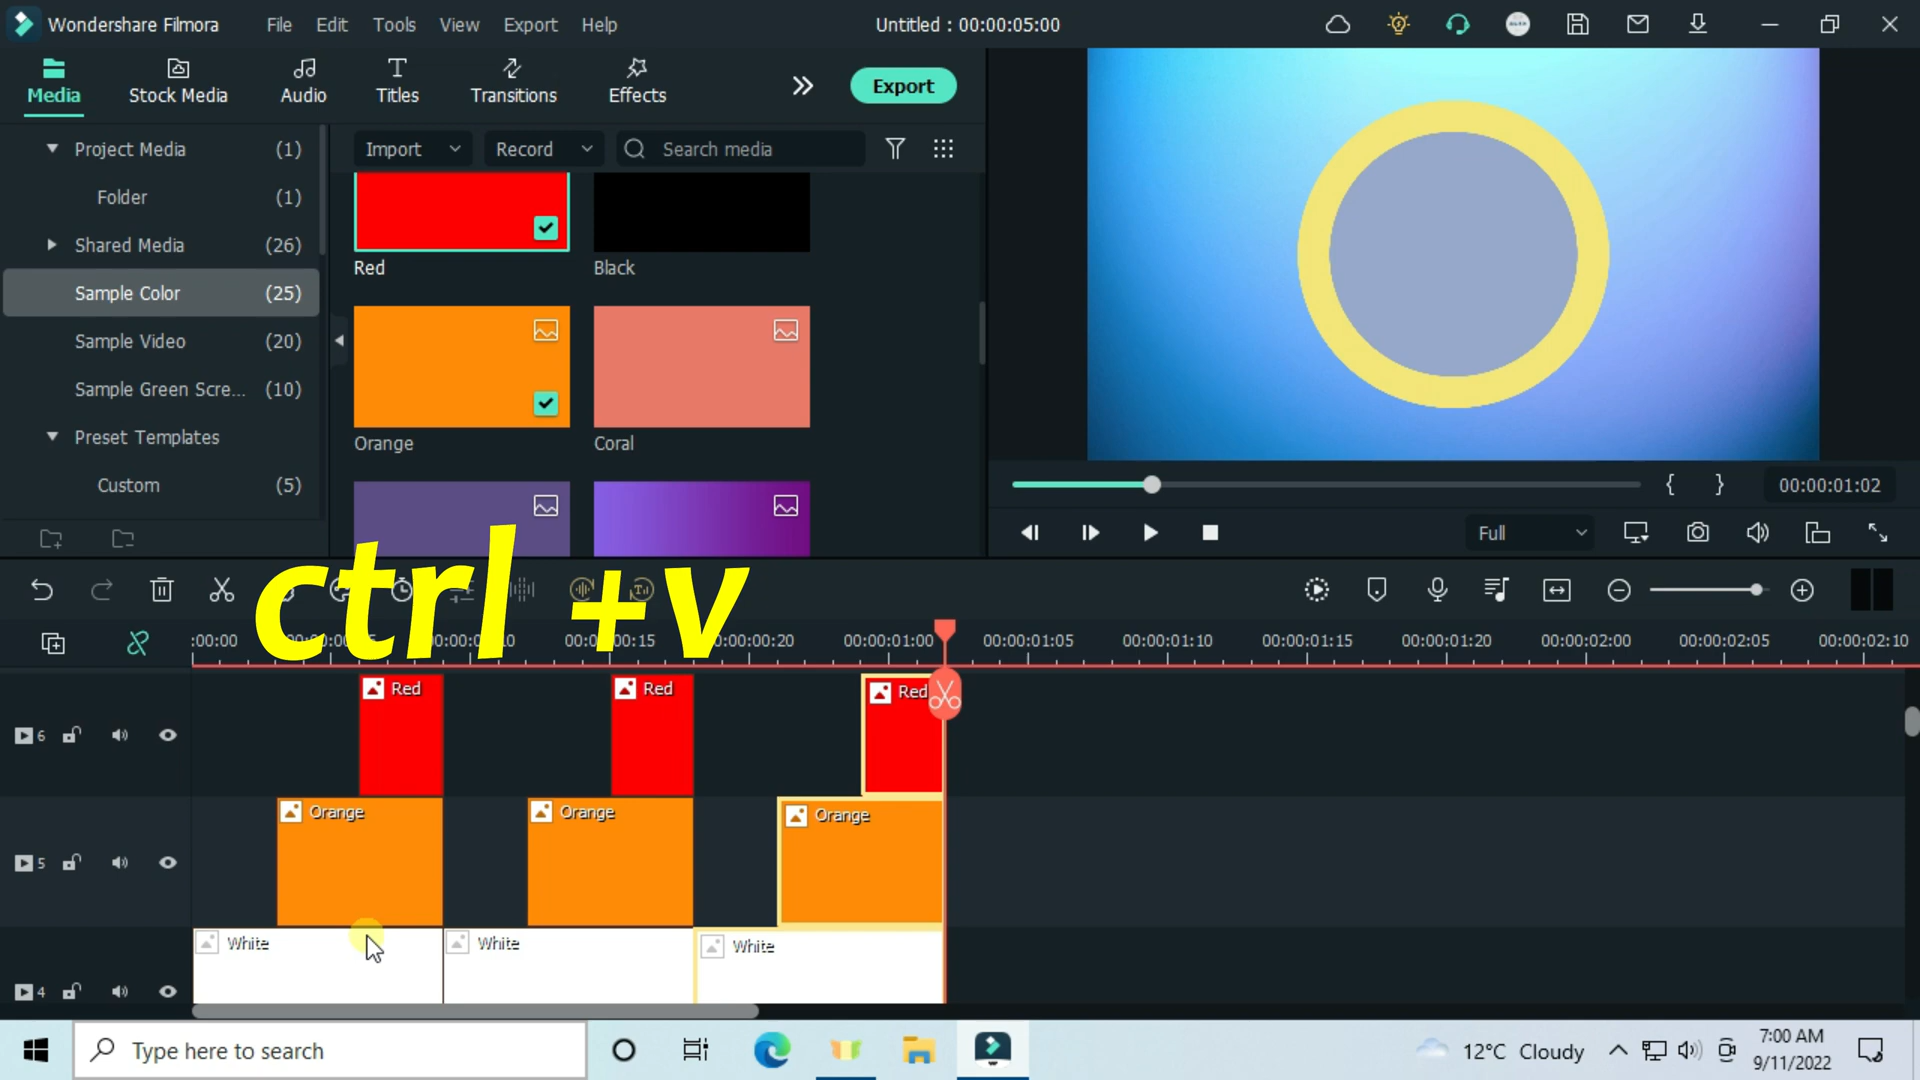 Wondershare Filmora File Edit Tools View Export Help Untitled : 00:00:05:00
Media Stock Media Audio Titles Transitions Effects Export
Project Media (1)
Folder (1)
Shared Media (26)
Sample Color (25)
Sample Video (20)
Sample Green Scre... (10)
Preset Templates
Custom (5)
Import Record Search media
Red Black
Orange Coral
00:00:01:02
Full
ctrl +v
:00:00 00:00:00:15 00:00:01:00 00:00:01:05 00:00:01:10 00:00:01:15 00:00:01:20 00:00:02:00 00:00:02:05 00:00:02:10
6 Red Red Red
5 Orange Orange Orange
4 White White White
Type here to search
12°C Cloudy
7:00 AM
9/11/2022